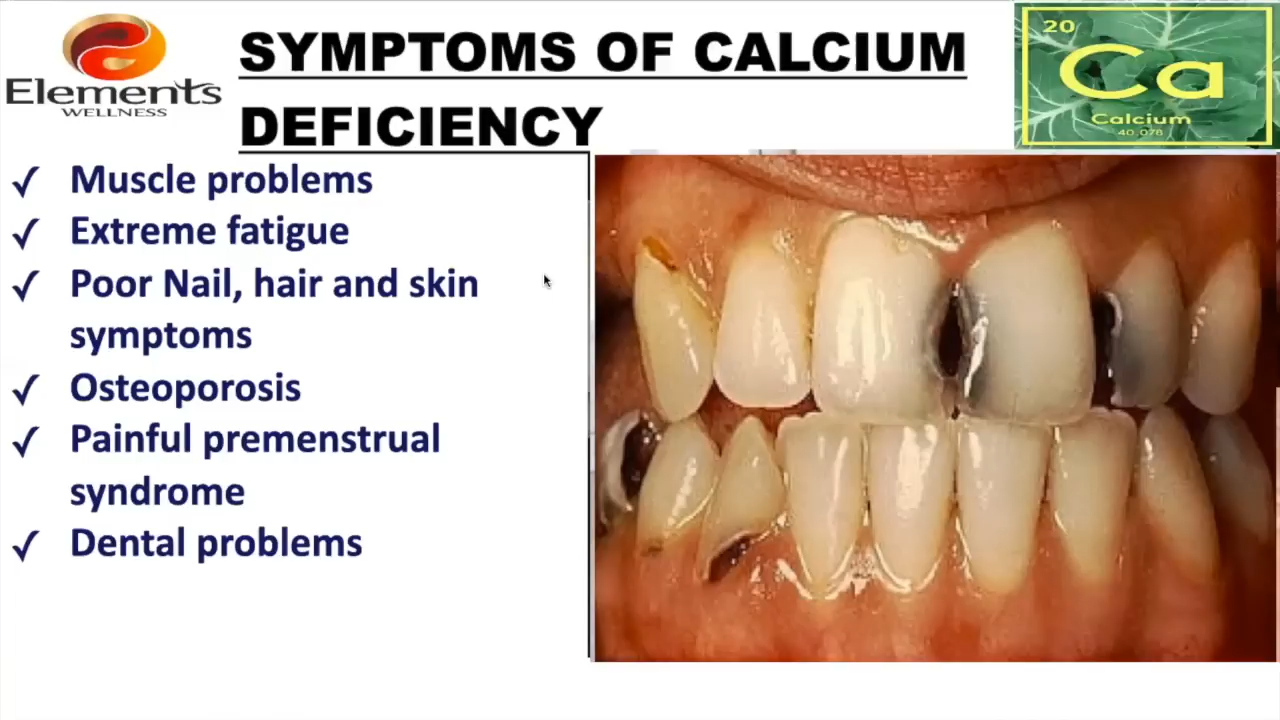 Elements
WELLNESS
SYMPTOMS OF CALCIUM
DEFICIENCY
20
Ca
Calcium
40.078
✓ Muscle problems
✓ Extreme fatigue
✓ Poor Nail, hair and skin
symptoms
✓ Osteoporosis
✓ Painful premenstrual
syndrome
✓ Dental problems